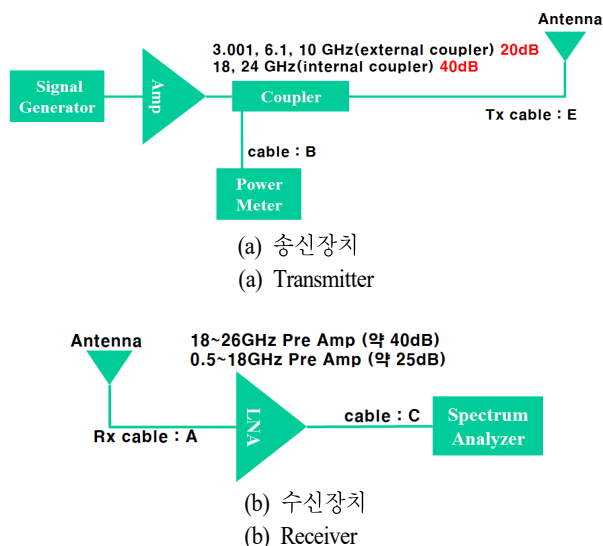 Antenna
3.001, 6.1, 10 GHz(external coupler) 20dB
18, 24 GHz(internal coupler) 40dB
Signal
Generator
Amp
Coupler
Tx cable : E
cable : B
Power
Meter
(a) 송신장치
(a) Transmitter
Antenna
18~26GHz Pre Amp (약 40dB)
0.5~18GHz Pre Amp (약 25dB)
LNA
Rx cable : A
cable : C
Spectrum
Analyzer
(b) 수신장치
(b) Receiver